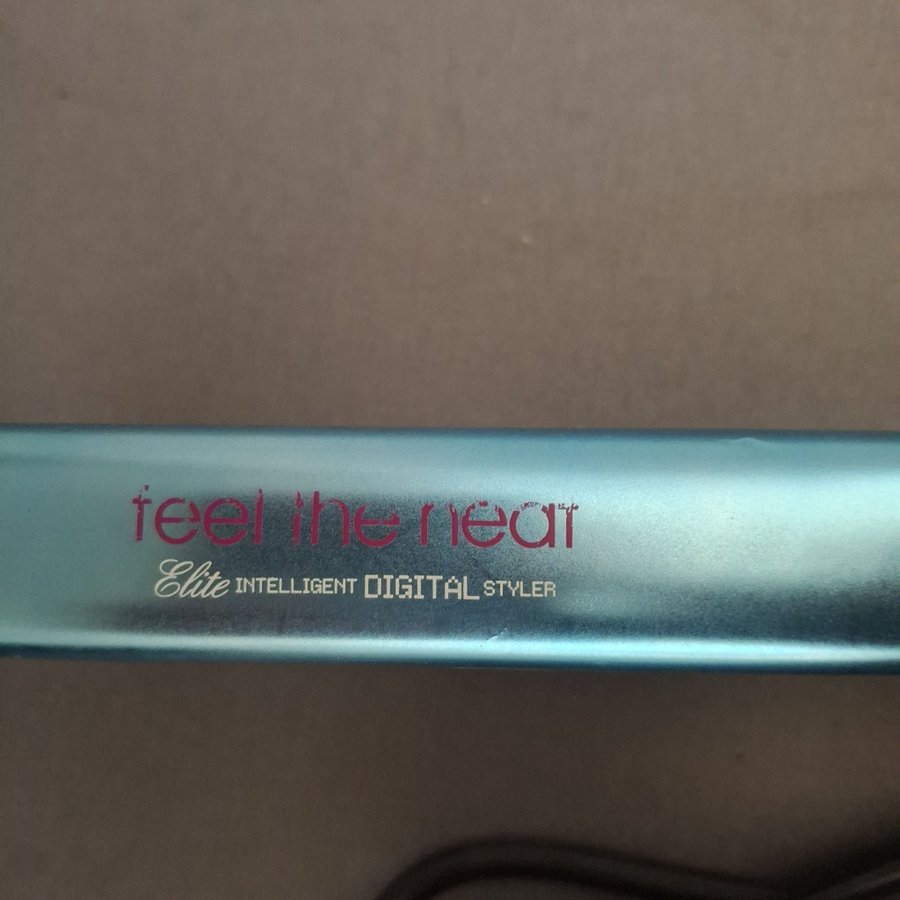 feel the heat
Elite INTELLIGENT DIGITAL STYLER